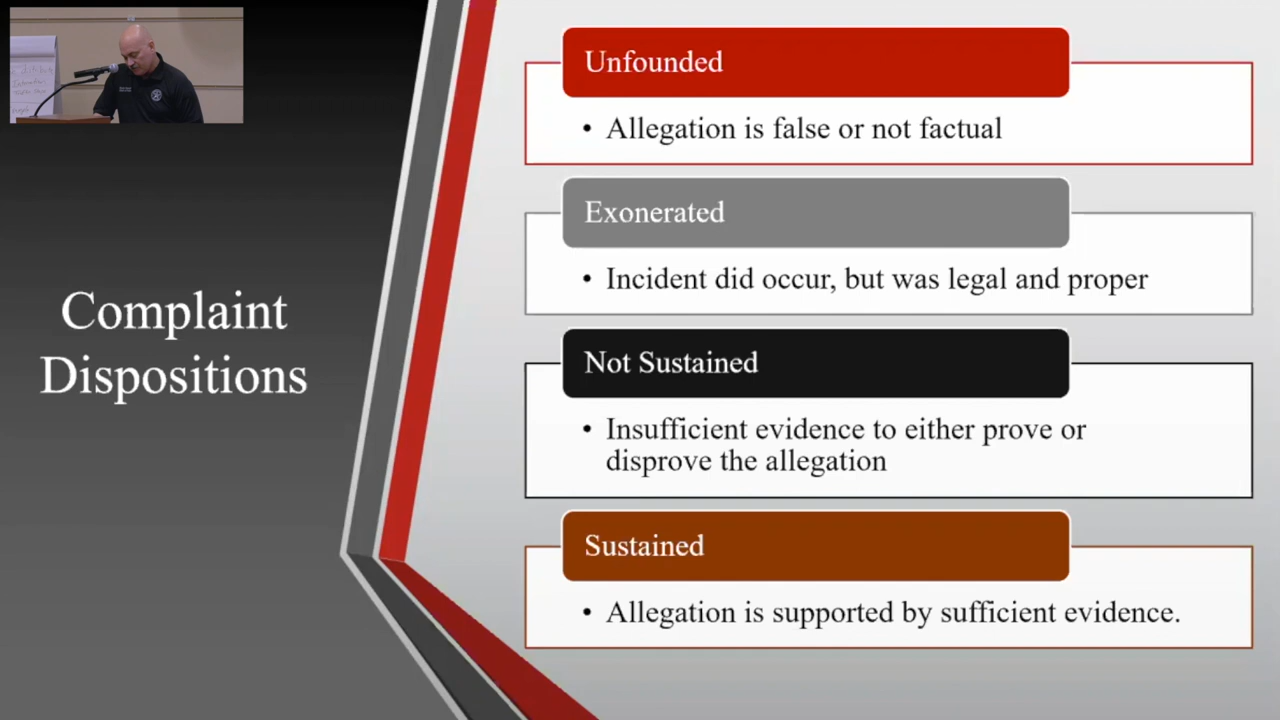 Complaint
Dispositions
Unfounded
• Allegation is false or not factual
Exonerated
• Incident did occur, but was legal and proper
Not Sustained
• Insufficient evidence to either prove or
disprove the allegation
Sustained
• Allegation is supported by sufficient evidence.